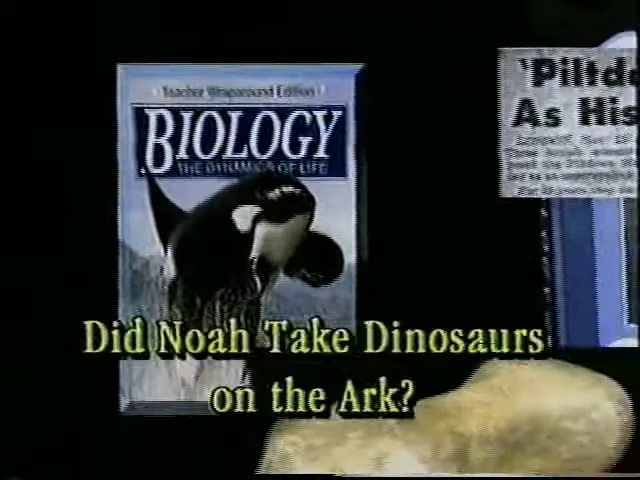 Teacher Wraparound Edition
BIOLOGY
THE DYNAMICS OF LIFE
'Piltd
As His
Did Noah Take Dinosaurs
on the Ark?